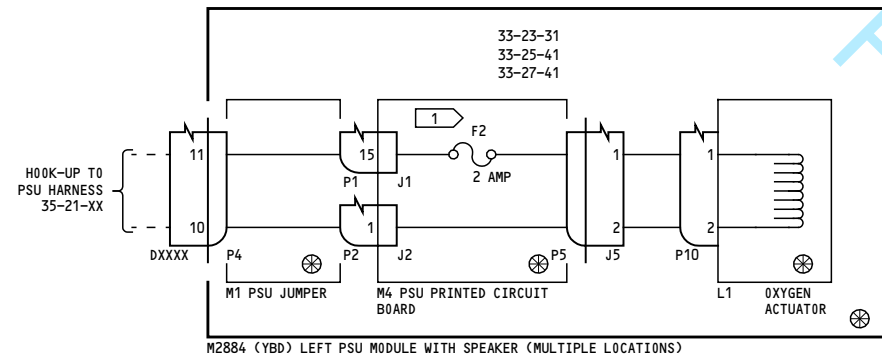 33-23-31
33-25-41
33-27-41
1
F2
2 AMP
HOOK-UP TO
PSU HARNESS
35-21-XX
11
15
1
1
P1
J1
10
1
2
2
DXXXX
P4
P2
J2
P5
J5
P10
M1 PSU JUMPER
M4 PSU PRINTED CIRCUIT
BOARD
L1
OXYGEN
ACTUATOR
M2884 (YBD) LEFT PSU MODULE WITH SPEAKER (MULTIPLE LOCATIONS)